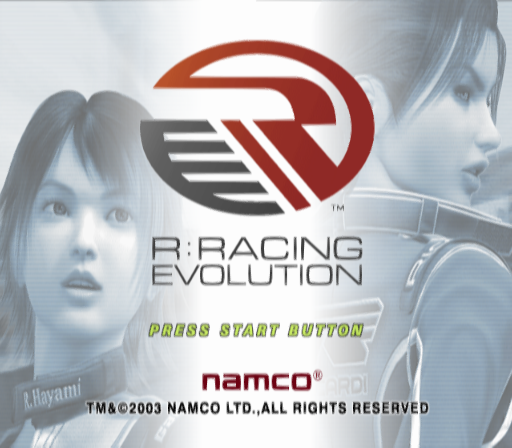 TM
R:RACING
EVOLUTION
PRESS START BUTTON
namco®
R.Hayami
TM&©2003 NAMCO LTD.,ALL RIGHTS RESERVED